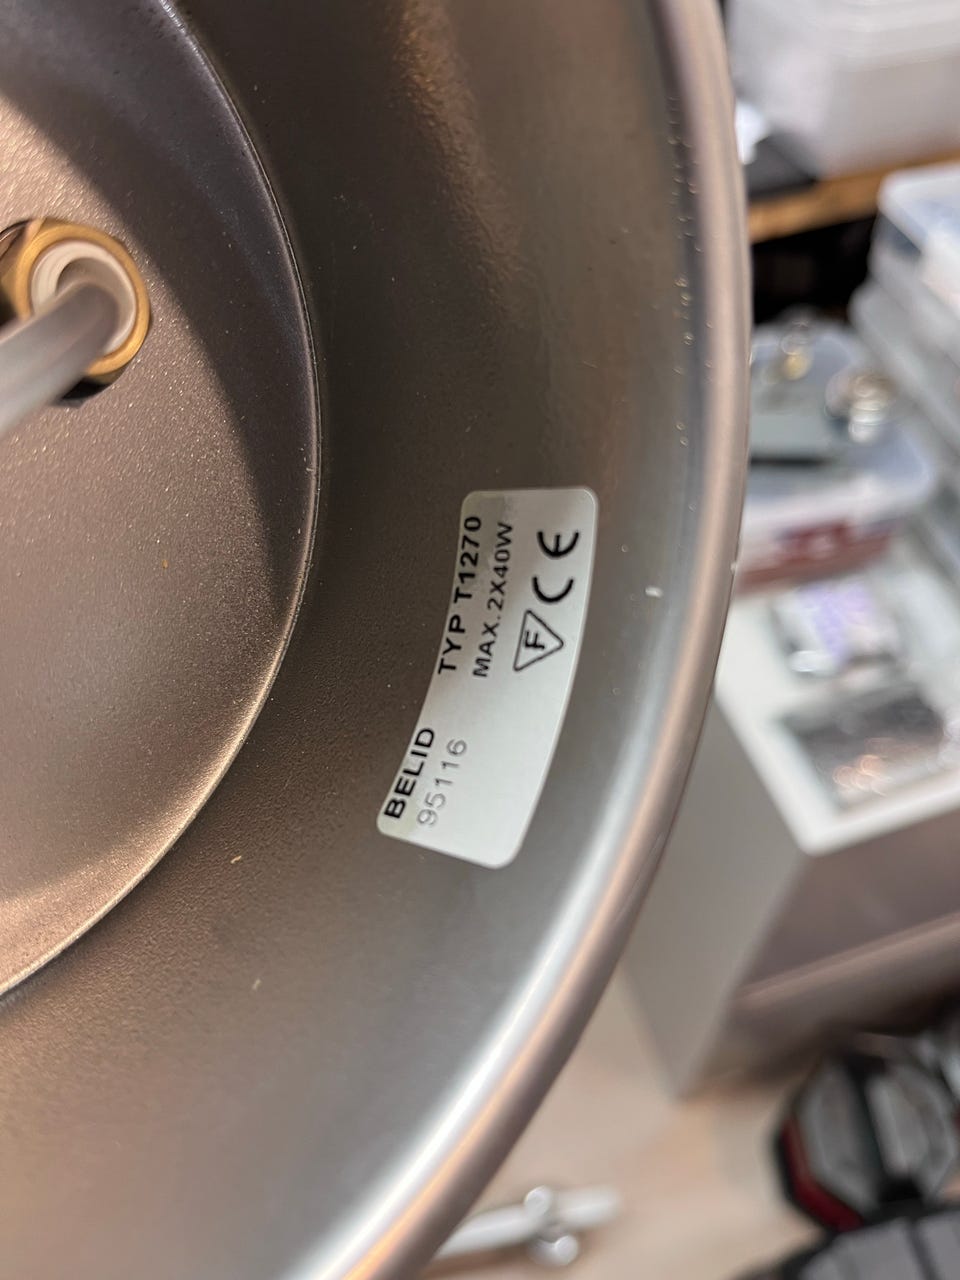 BELID TYP T1270
95116 MAX. 2X40W
F CE